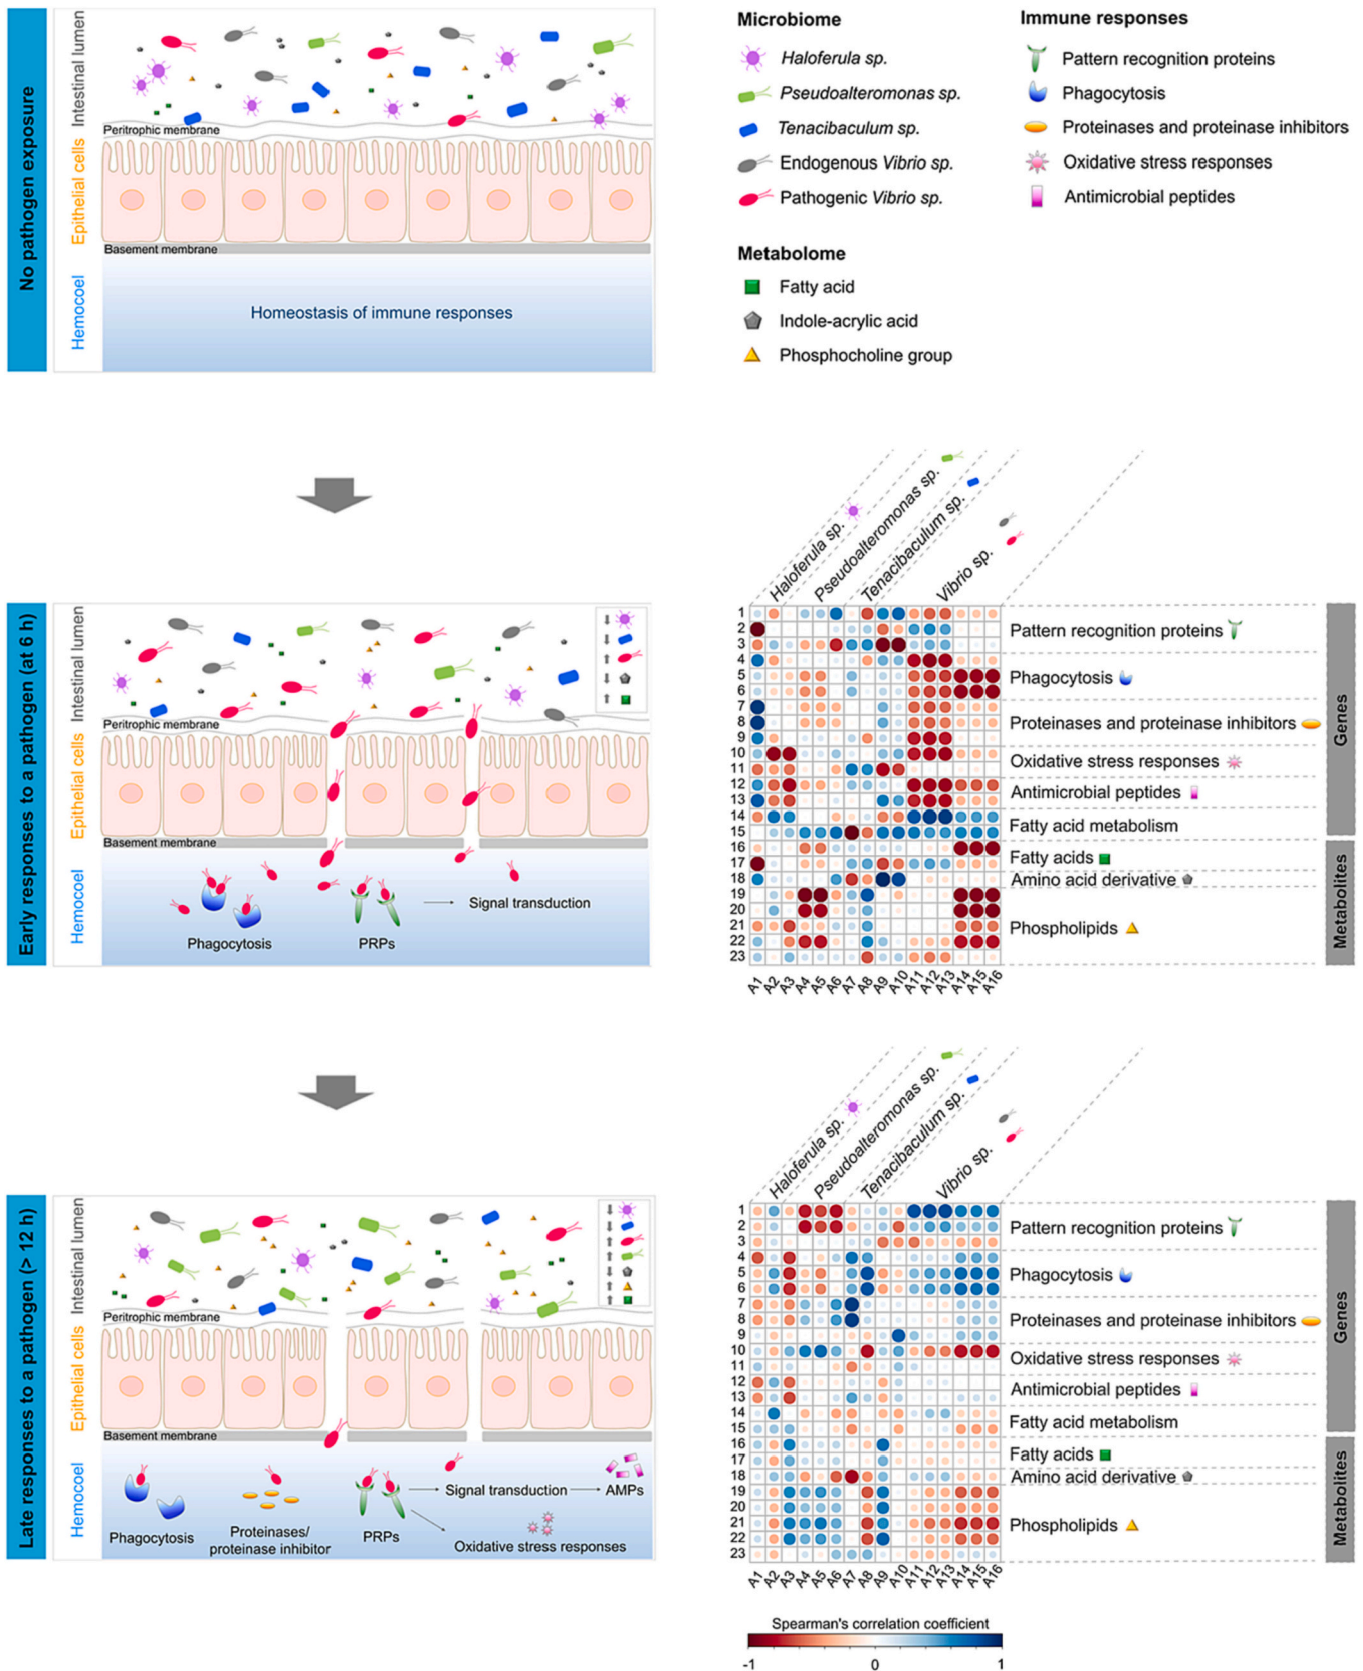 No pathogen exposure
Intestinal lumen
Epithelial cells
Hemocoel
Peritrophic membrane
Basement membrane
Homeostasis of immune responses
Microbiome
Haloferula sp.
Pseudoalteromonas sp.
Tenacibaculum sp.
Endogenous Vibrio sp.
Pathogenic Vibrio sp.
Metabolome
Fatty acid
Indole-acrylic acid
Phosphocholine group
Immune responses
Pattern recognition proteins
Phagocytosis
Proteinases and proteinase inhibitors
Oxidative stress responses
Antimicrobial peptides
Early responses to a pathogen (at 6 h)
Intestinal lumen
Epithelial cells
Hemocoel
Peritrophic membrane
Basement membrane
Phagocytosis
PRPs
Signal transduction
Haloferula sp.
Pseudoalteromonas sp.
Tenacibaculum sp.
Vibrio sp.
1
2
3
4
5
6
7
8
9
10
11
12
13
14
15
16
17
18
19
20
21
22
23
A1 A2 A3 A4 A5 A6 A7 A8 A9 A10 A11 A12 A13 A14 A15 A16
Pattern recognition proteins
Phagocytosis
Proteinases and proteinase inhibitors
Oxidative stress responses
Antimicrobial peptides
Fatty acid metabolism
Fatty acids
Amino acid derivative
Phospholipids
Genes
Metabolites
Late responses to a pathogen (> 12 h)
Intestinal lumen
Epithelial cells
Hemocoel
Peritrophic membrane
Basement membrane
Phagocytosis
Proteinases/
proteinase inhibitor
PRPs
Signal transduction
AMPs
Oxidative stress responses
Haloferula sp.
Pseudoalteromonas sp.
Tenacibaculum sp.
Vibrio sp.
1
2
3
4
5
6
7
8
9
10
11
12
13
14
15
16
17
18
19
20
21
22
23
A1 A2 A3 A4 A5 A6 A7 A8 A9 A10 A11 A12 A13 A14 A15 A16
Pattern recognition proteins
Phagocytosis
Proteinases and proteinase inhibitors
Oxidative stress responses
Antimicrobial peptides
Fatty acid metabolism
Fatty acids
Amino acid derivative
Phospholipids
Genes
Metabolites
Spearman's correlation coefficient
-1 0 1